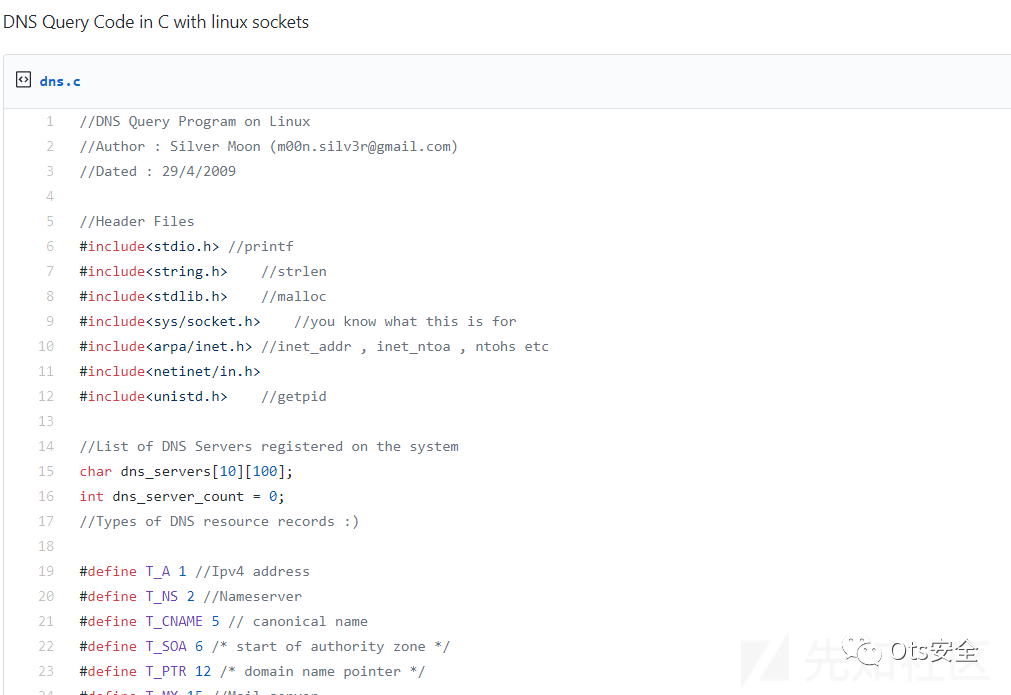 DNS Query Code in C with linux sockets
dns.c
1 //DNS Query Program on Linux
2 //Author : Silver Moon (m00n.silv3r@gmail.com)
3 //Dated : 29/4/2009
4
5 //Header Files
6 #include<stdio.h> //printf
7 #include<string.h>    //strlen
8 #include<stdlib.h>    //malloc
9 #include<sys/socket.h>    //you know what this is for
10 #include<arpa/inet.h> //inet_addr , inet_ntoa , ntohs etc
11 #include<netinet/in.h>
12 #include<unistd.h>    //getpid
13
14 //List of DNS Servers registered on the system
15 char dns_servers[10][100];
16 int dns_server_count = 0;
17 //Types of DNS resource records :)
18
19 #define T_A 1 //Ipv4 address
20 #define T_NS 2 //Nameserver
21 #define T_CNAME 5 // canonical name
22 #define T_SOA 6 /* start of authority zone */
23 #define T_PTR 12 /* domain name pointer */
24 #define T_MX 15 //Mail server
先知社区
Ots安全